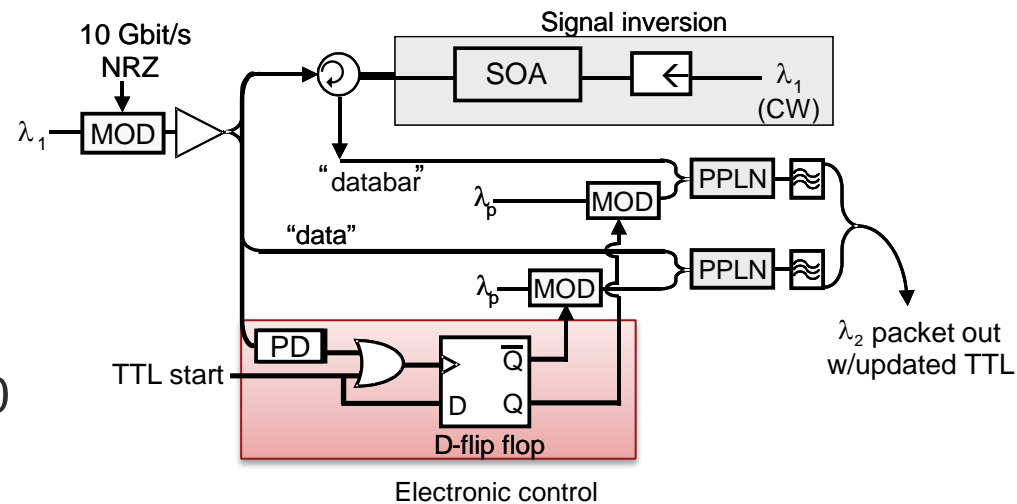 Signal inversion
10 Gbit/s
NRZ
λ1
MOD
SOA
λ1
(CW)
“databar”
λp
MOD
PPLN
“data”
λp
MOD
PPLN
λ2 packet out
w/updated TTL
PD
TTL start
Q̅
D
Q
D-flip flop
Electronic control